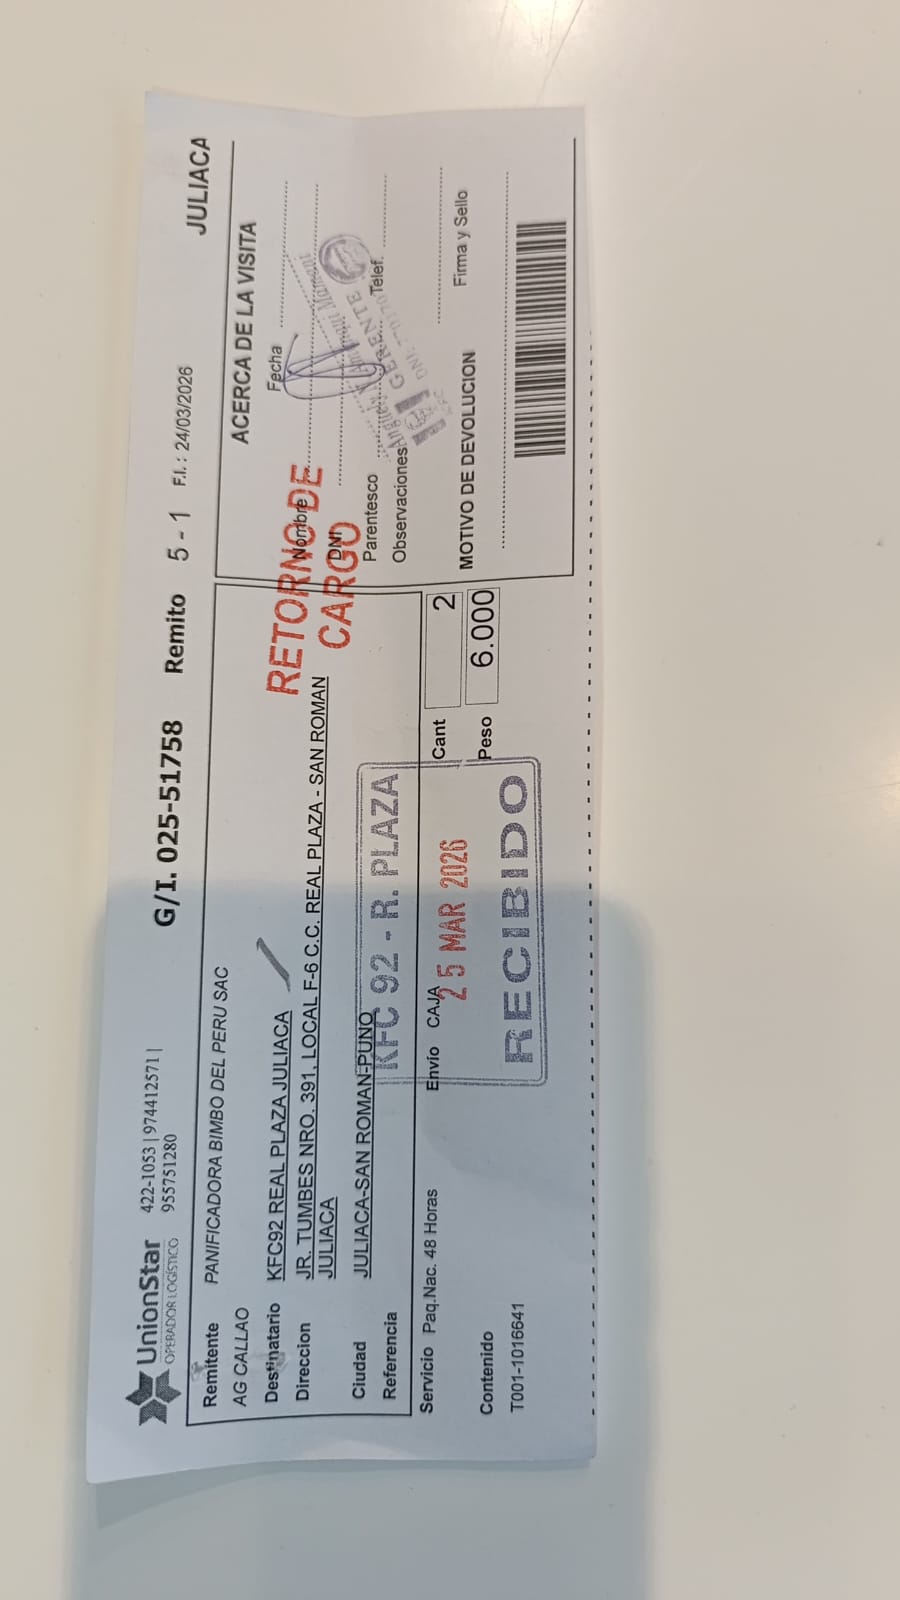 UnionStar
OPERADOR LOGÍSTICO
422-1053 | 974412571 |
955751280
G/I. 025-51758 Remito 5 - 1 F.I.: 24/03/2026 JULIACA
Remitente PANIFICADORA BIMBO DEL PERU SAC
AG CALLAO
Destinatario KFC92 REAL PLAZA JULIACA
Direccion JR. TUMBES NRO. 391, LOCAL F-6 C.C. REAL PLAZA - SAN ROMAN
JULIACA
Ciudad JULIACA-SAN ROMAN-PUNO
Referencia
RETORNO DE
CARGO
KFC 92 - R. PLAZA
25 MAR 2026
RECIBIDO
Servicio Paq.Nac. 48 Horas Envío CAJA Cant 2
Contenido Peso 6.000
T001-1016641
ACERCA DE LA VISITA
Fecha
Nombre
DNI
Parentesco Telef.
Observaciones
GERENTE
DNI:
MOTIVO DE DEVOLUCION Firma y Sello